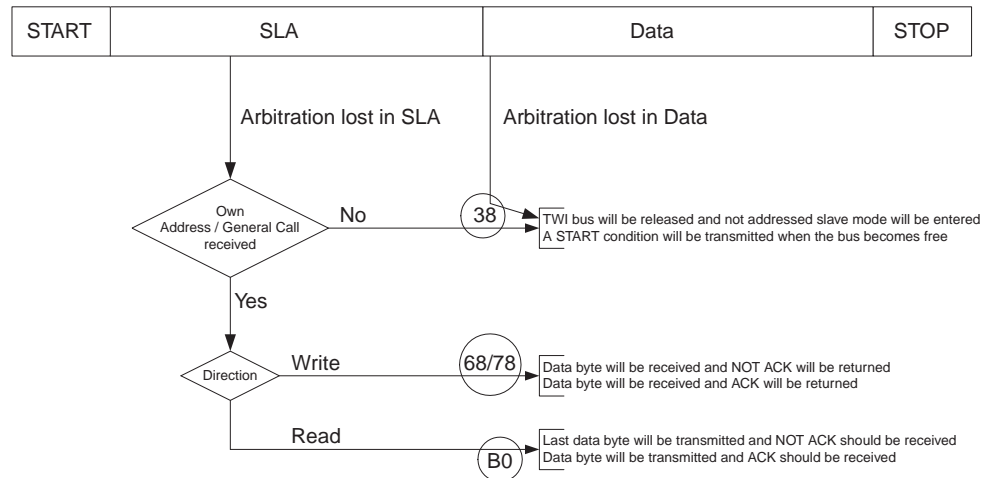 START SLA Data STOP
Arbitration lost in SLA Arbitration lost in Data
Own
Address / General Call
received
No
38
TWI bus will be released and not addressed slave mode will be entered
A START condition will be transmitted when the bus becomes free
Yes
Direction
Write
68/78
Data byte will be received and NOT ACK will be returned
Data byte will be received and ACK will be returned
Read
B0
Last data byte will be transmitted and NOT ACK should be received
Data byte will be transmitted and ACK should be received